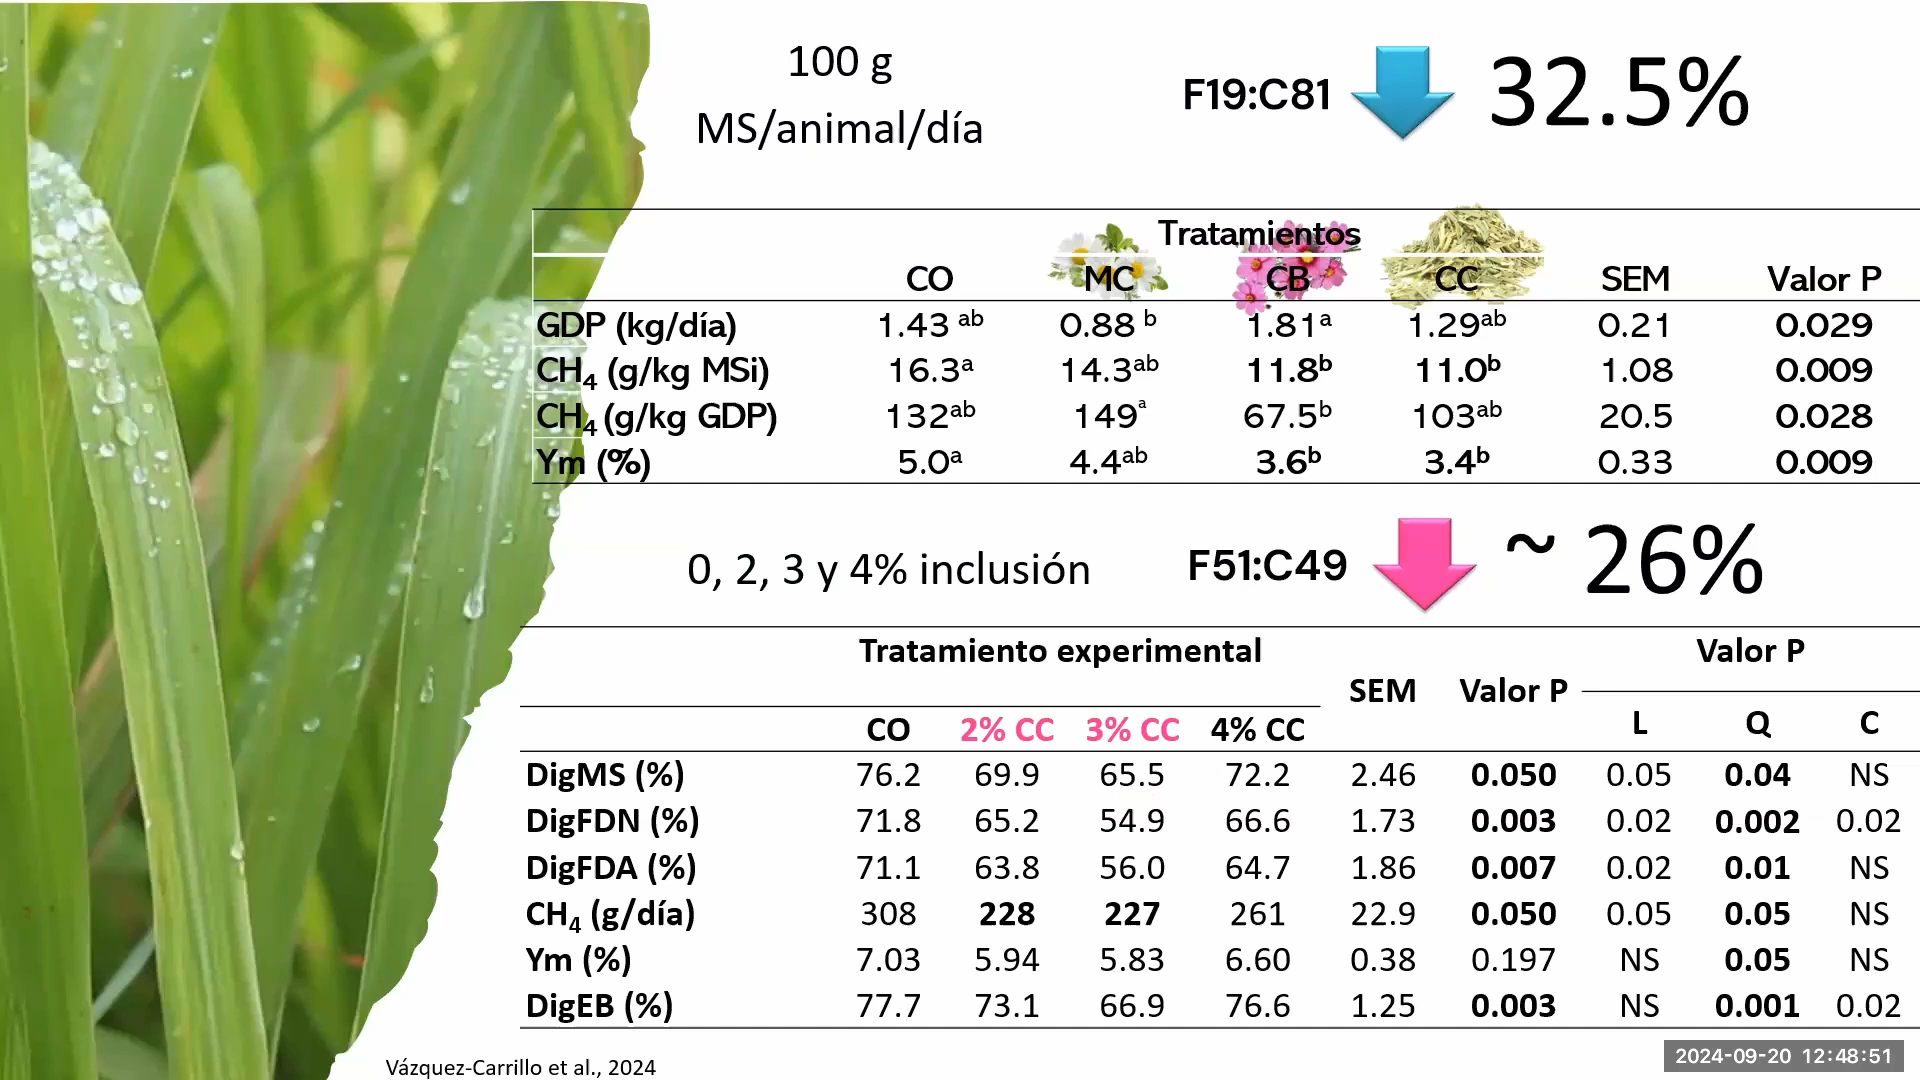 100 g
MS/animal/día
F19:C81 32.5%
Tratamientos
CO MC CB CC SEM Valor P
GDP (kg/día) 1.43 ab 0.88 b 1.81a 1.29ab 0.21 0.029
CH4 (g/kg MSi) 16.3a 14.3ab 11.8b 11.0b 1.08 0.009
CH4 (g/kg GDP) 132ab 149a 67.5b 103ab 20.5 0.028
Ym (%) 5.0a 4.4ab 3.6b 3.4b 0.33 0.009
0, 2, 3 y 4% inclusión F51:C49 ~ 26%
Tratamiento experimental SEM Valor P Valor P
CO 2% CC 3% CC 4% CC L Q C
DigMS (%) 76.2 69.9 65.5 72.2 2.46 0.050 0.05 0.04 NS
DigFDN (%) 71.8 65.2 54.9 66.6 1.73 0.003 0.02 0.002 0.02
DigFDA (%) 71.1 63.8 56.0 64.7 1.86 0.007 0.02 0.01 NS
CH4 (g/día) 308 228 227 261 22.9 0.050 0.05 0.05 NS
Ym (%) 7.03 5.94 5.83 6.60 0.38 0.197 NS 0.05 NS
DigEB (%) 77.7 73.1 66.9 76.6 1.25 0.003 NS 0.001 0.02
Vázquez-Carrillo et al., 2024
2024-09-20 12:48:51